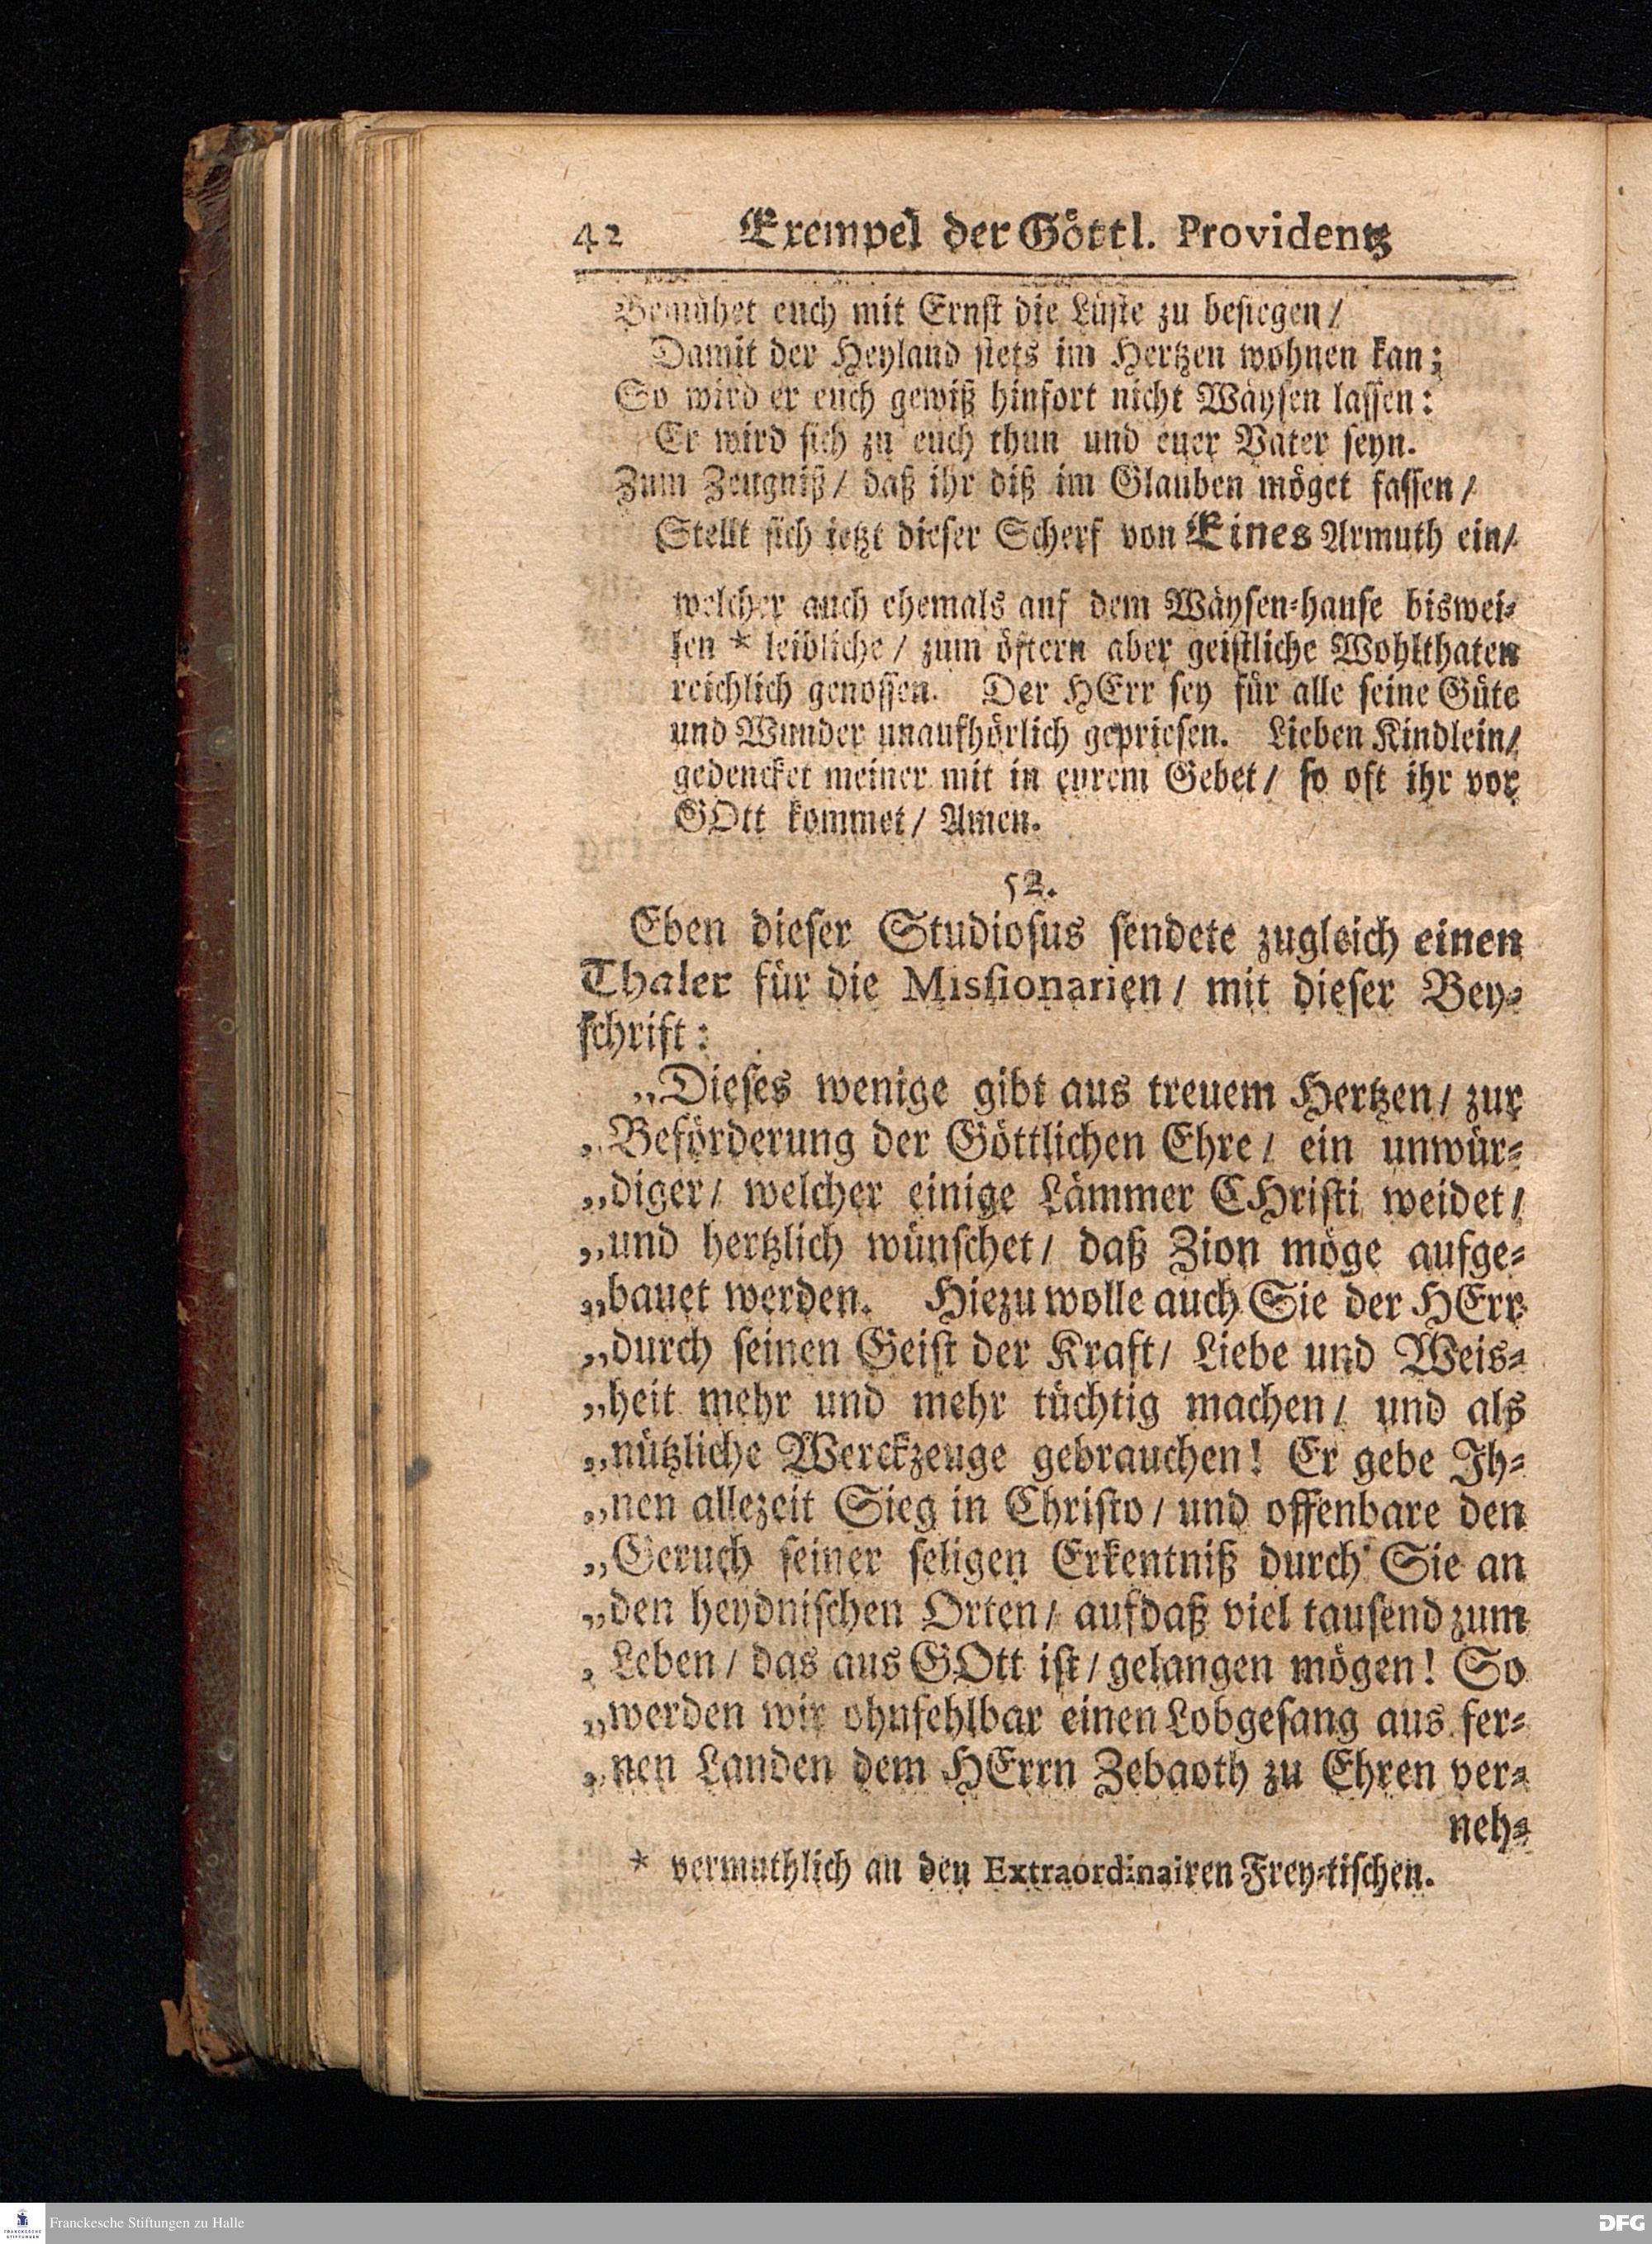 42 Exempel der Göttl. Providentz
Bemühet euch mit Ernst die Lüste zu besiegen/
Damit der Heyland stets im Hertzen wohnen kan;
So wird er euch gewiß hinfort nicht Wäysen lassen:
Er wird sich zu euch thun und euer Vater seyn.
Zum Zeugniß/ daß ihr diß im Glauben möget fassen/
Stellt sich ietzt dieser Scherf von Eines Armuth ein/
welcher auch ehemals auf dem Wäysen-hause biswei-
len * leibliche/ zum öftern aber geistliche Wohlthaten
reichlich genossen. Der HErr sey für alle seine Güte
und Wunder unaufhörlich gepriesen. Lieben Kindlein/
gedencket meiner mit in eurem Gebet/ so oft ihr vor
GOtt kommet/ Amen.
52.
Eben dieser Studiosus sendete zugleich einen
Thaler für die Missionarien/ mit dieser Bey-
schrift:
„Dieses wenige gibt aus treuem Hertzen/ zur
„Beförderung der Göttlichen Ehre/ ein unwür-
„diger/ welcher einige Lämmer CHristi weidet/
„und hertzlich wünschet/ daß Zion möge aufge-
„bauet werden. Hiezu wolle auch Sie der HErr
„durch seinen Geist der Kraft/ Liebe und Weis-
„heit mehr und mehr tüchtig machen/ und als
„nützliche Werckzeuge gebrauchen! Er gebe Ih-
„nen allezeit Sieg in Christo/ und offenbare den
„Geruch seiner seligen Erkentniß durch Sie an
„den heydnischen Orten/ aufdaß viel tausend zum
„Leben/ das aus GOtt ist/ gelangen mögen! So
„werden wir ohnfehlbar einen Lobgesang aus fer-
„nen Landen dem HErrn Zebaoth zu Ehren ver-
neh-
* vermuthlich an den Extraordinairen Frey-tischen.
Franckesche Stiftungen zu Halle
DFG